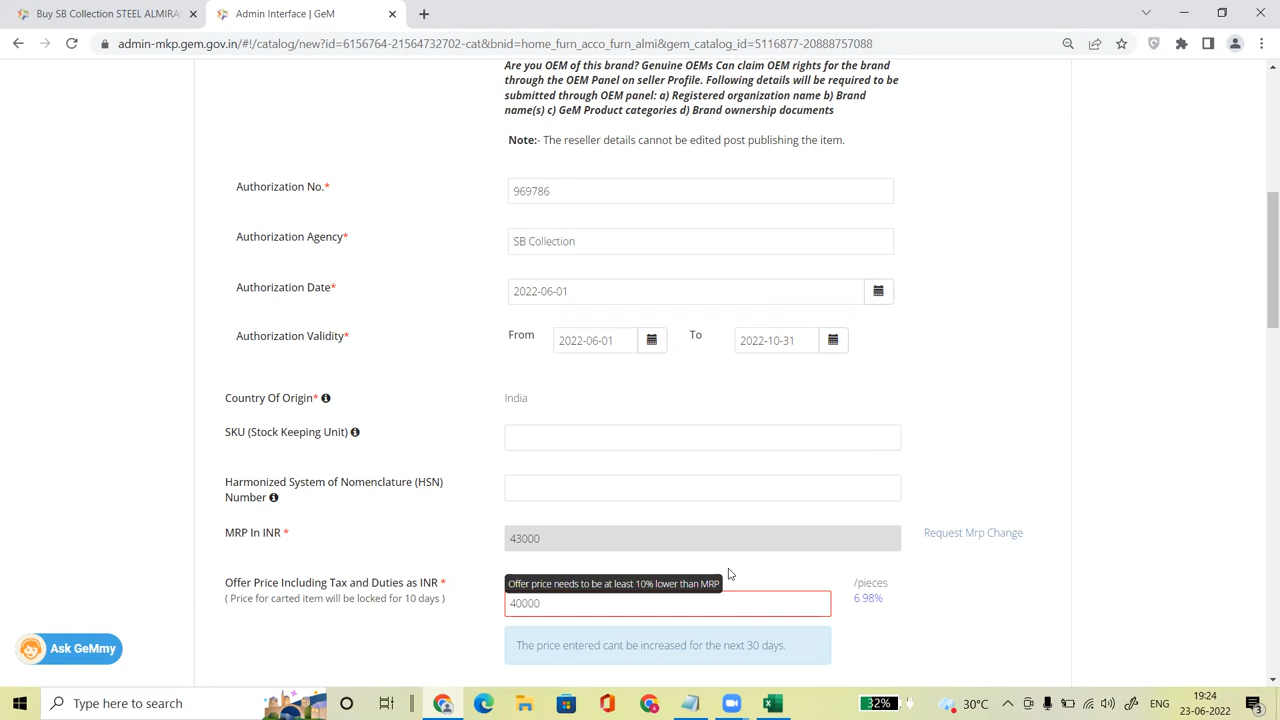 Buy SB Collection STEEL ALMIRA
Admin Interface | GeM
admin-mkp.gem.gov.in/#!/catalog/new?id=6156764-21564732702-cat&bnid=home_furn_acco_furn_almi&gem_catalog_id=5116877-20888757088
Are you OEM of this brand? Genuine OEMs Can claim OEM rights for the brand
through the OEM Panel on seller Profile. Following details will be required to be
submitted through OEM panel: a) Registered organization name b) Brand
name(s) c) GeM Product categories d) Brand ownership documents
Note:- The reseller details cannot be edited post publishing the item.
Authorization No.*
969786
Authorization Agency*
SB Collection
Authorization Date*
2022-06-01
Authorization Validity*
From
2022-06-01
To
2022-10-31
Country Of Origin*
India
SKU (Stock Keeping Unit)
Harmonized System of Nomenclature (HSN)
Number
MRP In INR *
43000
Request Mrp Change
Offer Price Including Tax and Duties as INR *
( Price for carted item will be locked for 10 days )
Offer price needs to be at least 10% lower than MRP
40000
/pieces
6.98%
The price entered cant be increased for the next 30 days.
Ask GeMmy
Type here to search
32%
30°C
ENG
19:24
23-06-2022
3